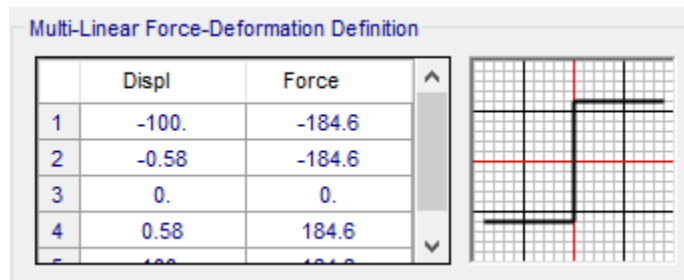 Multi-Linear Force-Deformation Definition
Displ Force
1 -100. -184.6
2 -0.58 -184.6
3 0. 0.
4 0.58 184.6